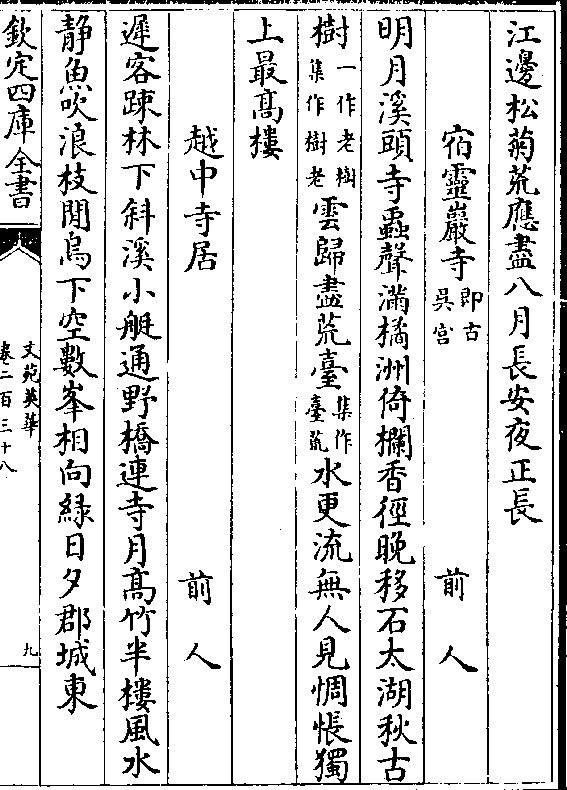 江邊松菊荒應盡八月長安夜正長
宿靈巖寺即古吳宮 前人
明月溪頭寺蟲聲滿橘洲倚欄香徑晚移石太湖秋古
樹一作老樹集作樹老雲歸盡荒臺集作臺荒水更流無人見惆悵獨
上最高樓
越中寺居 前人
遲客疎林下斜溪小艇通野橋連寺月高竹半樓風水
静魚吹浪枝閒鳥下空數峯相向緑日夕郡城東
欽定四庫全書
文苑英華
卷二百三十八
九